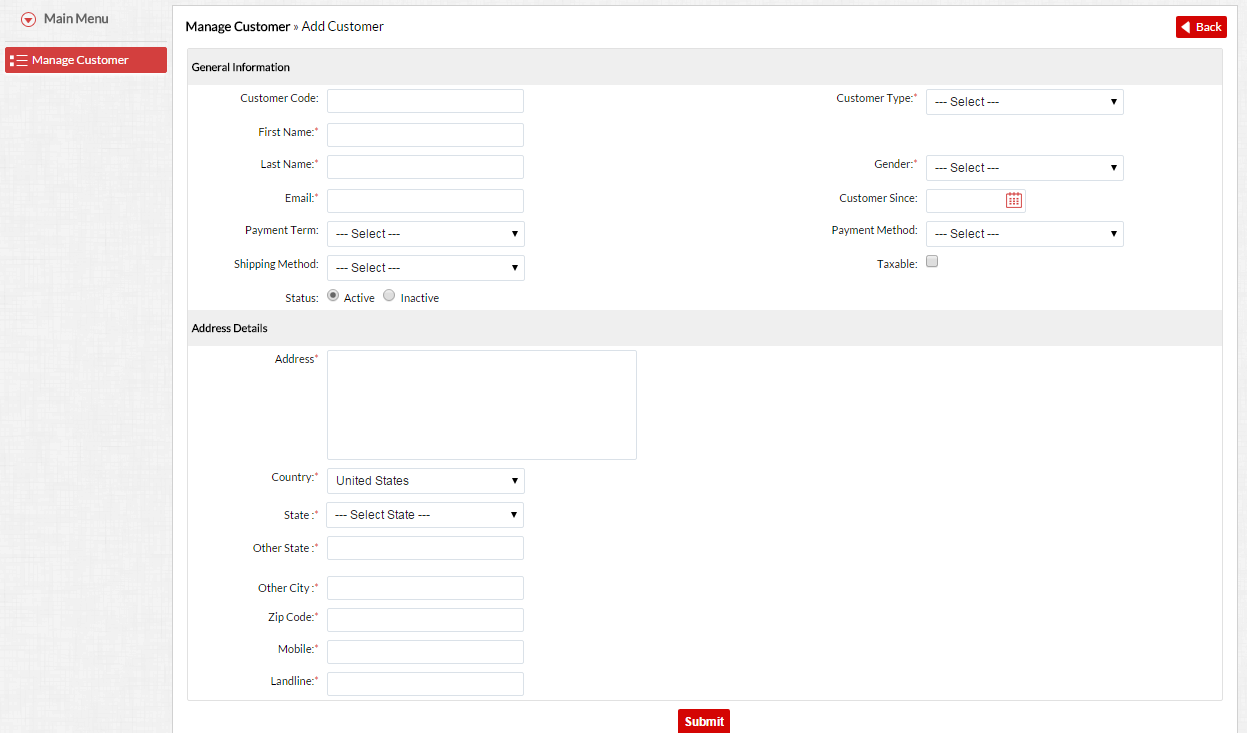 Main Menu
Manage Customer
Manage Customer » Add Customer
Back
General Information
Customer Code:
Customer Type:* --- Select ---
First Name:*
Last Name:*
Gender:* --- Select ---
Email:*
Customer Since:
Payment Term: --- Select ---
Payment Method: --- Select ---
Shipping Method: --- Select ---
Taxable:
Status: Active Inactive
Address Details
Address*
Country:* United States
State :* --- Select State ---
Other State :*
Other City :*
Zip Code:*
Mobile:*
Landline:*
Submit